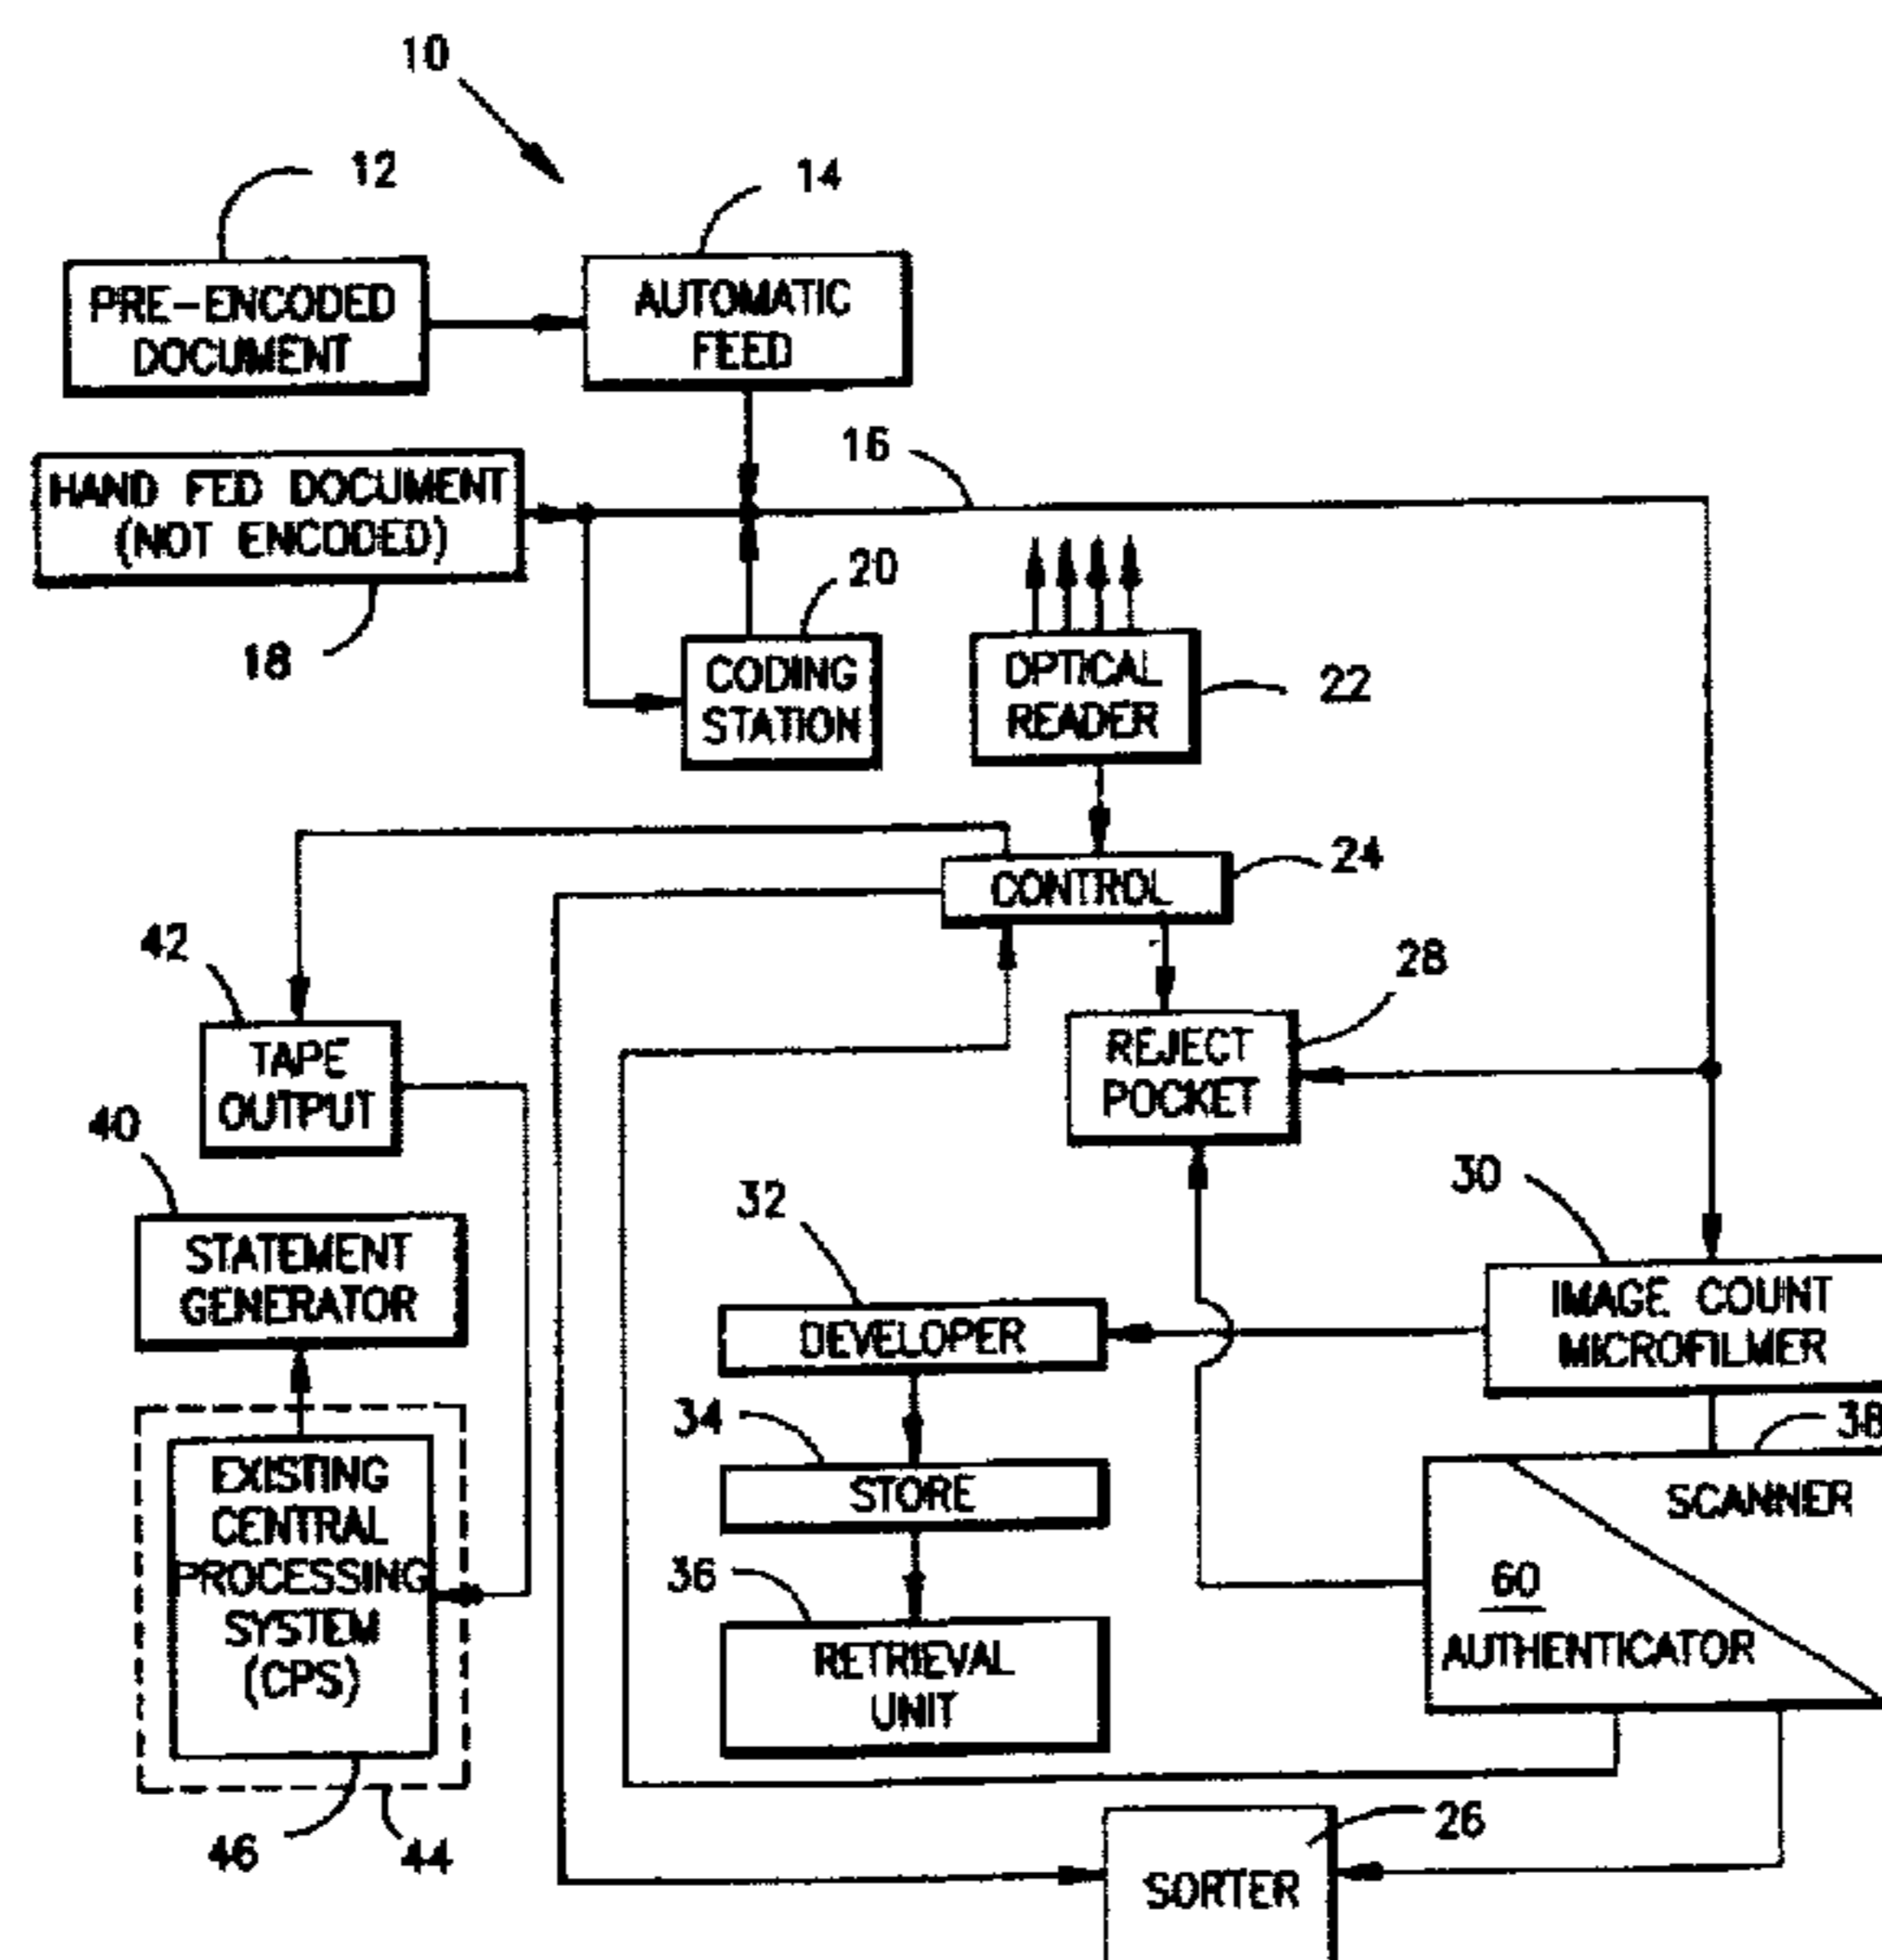 10
12
14
PRE-ENCODED
DOCUMENT
AUTOMATIC
FEED
16
HAND FED DOCUMENT
(NOT ENCODED)
18
20
CODING
STATION
OPTICAL
READER
22
CONTROL
24
42
TAPE
OUTPUT
28
REJECT
POCKET
40
STATEMENT
GENERATOR
30
IMAGE COUNT
MICROFILMER
32
DEVELOPER
34
STORE
36
RETRIEVAL
UNIT
38
SCANNER
60
AUTHENTICATOR
EXISTING
CENTRAL
PROCESSING
SYSTEM
(CPS)
46
44
26
SORTER